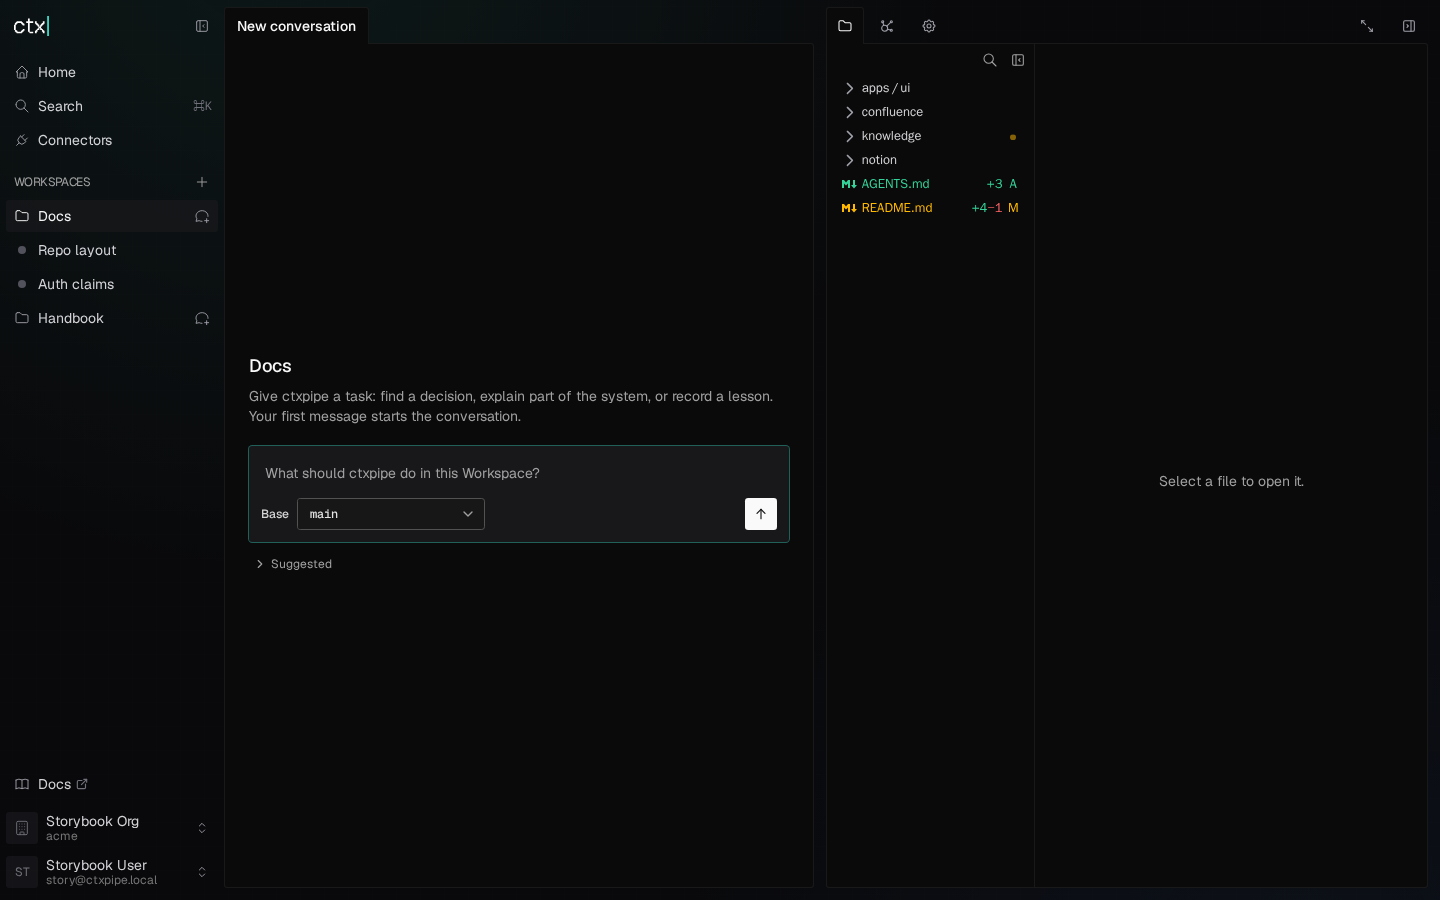 ctx
Home
Search ⌘K
Connectors
WORKSPACES
Docs
Repo layout
Auth claims
Handbook
Docs
Storybook Org
acme
ST
Storybook User
story@ctxpipe.local
New conversation
Docs
Give ctxpipe a task: find a decision, explain part of the system, or record a lesson.
Your first message starts the conversation.
What should ctxpipe do in this Workspace?
Base main
Suggested
apps / ui
confluence
knowledge
notion
AGENTS.md +3 A
README.md +4-1 M
Select a file to open it.